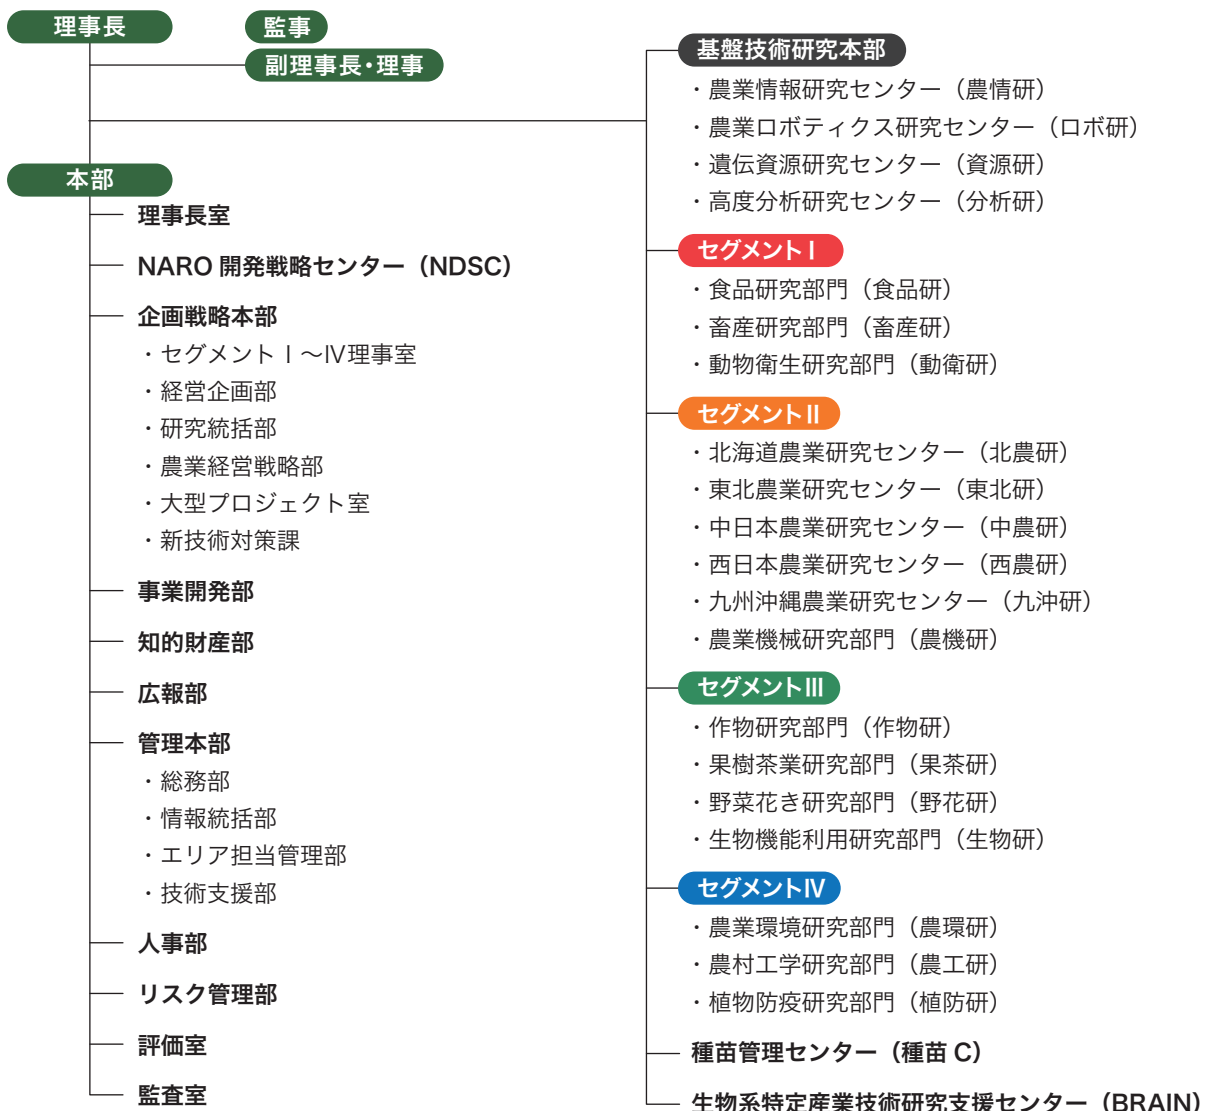 理事長
監事
副理事長・理事
本部
理事長室
NARO 開発戦略センター（NDSC）
企画戦略本部
・セグメントⅠ～Ⅳ理事室
・経営企画部
・研究統括部
・農業経営戦略部
・大型プロジェクト室
・新技術対策課
事業開発部
知的財産部
広報部
管理本部
・総務部
・情報統括部
・エリア担当管理部
・技術支援部
人事部
リスク管理部
評価室
監査室
基盤技術研究本部
・農業情報研究センター（農情研）
・農業ロボティクス研究センター（ロボ研）
・遺伝資源研究センター（資源研）
・高度分析研究センター（分析研）
セグメントⅠ
・食品研究部門（食品研）
・畜産研究部門（畜産研）
・動物衛生研究部門（動衛研）
セグメントⅡ
・北海道農業研究センター（北農研）
・東北農業研究センター（東北研）
・中日本農業研究センター（中農研）
・西日本農業研究センター（西農研）
・九州沖縄農業研究センター（九沖研）
・農業機械研究部門（農機研）
セグメントⅢ
・作物研究部門（作物研）
・果樹茶業研究部門（果茶研）
・野菜花き研究部門（野花研）
・生物機能利用研究部門（生物研）
セグメントⅣ
・農業環境研究部門（農環研）
・農村工学研究部門（農工研）
・植物防疫研究部門（植防研）
種苗管理センター（種苗 C）
生物系特定産業技術研究支援センター（BRAIN）